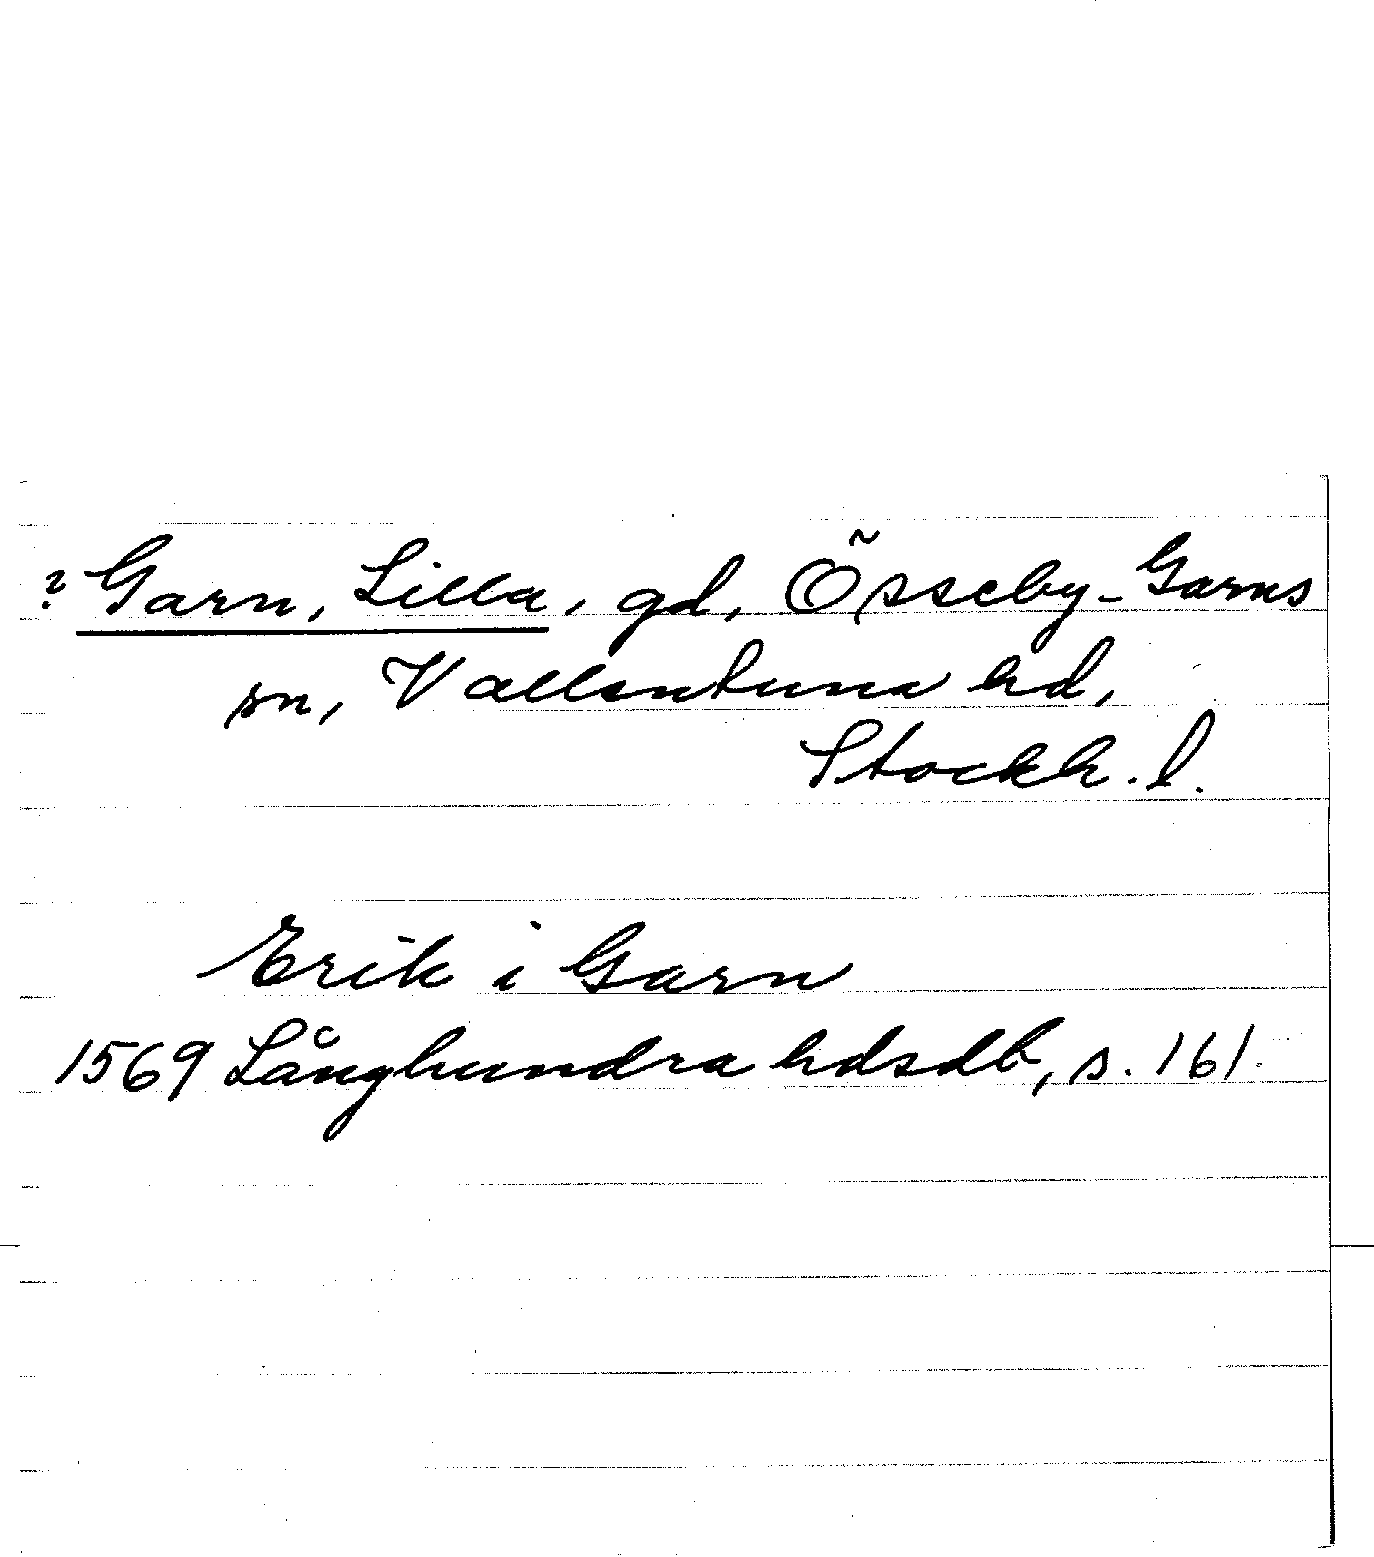 ? Garn, Lilla, gd, Össeby-Garns
sn, Vallentuna hd,
Stockh. l.
Erik i Garn
1569 Långhundra hdsdb, s. 161.